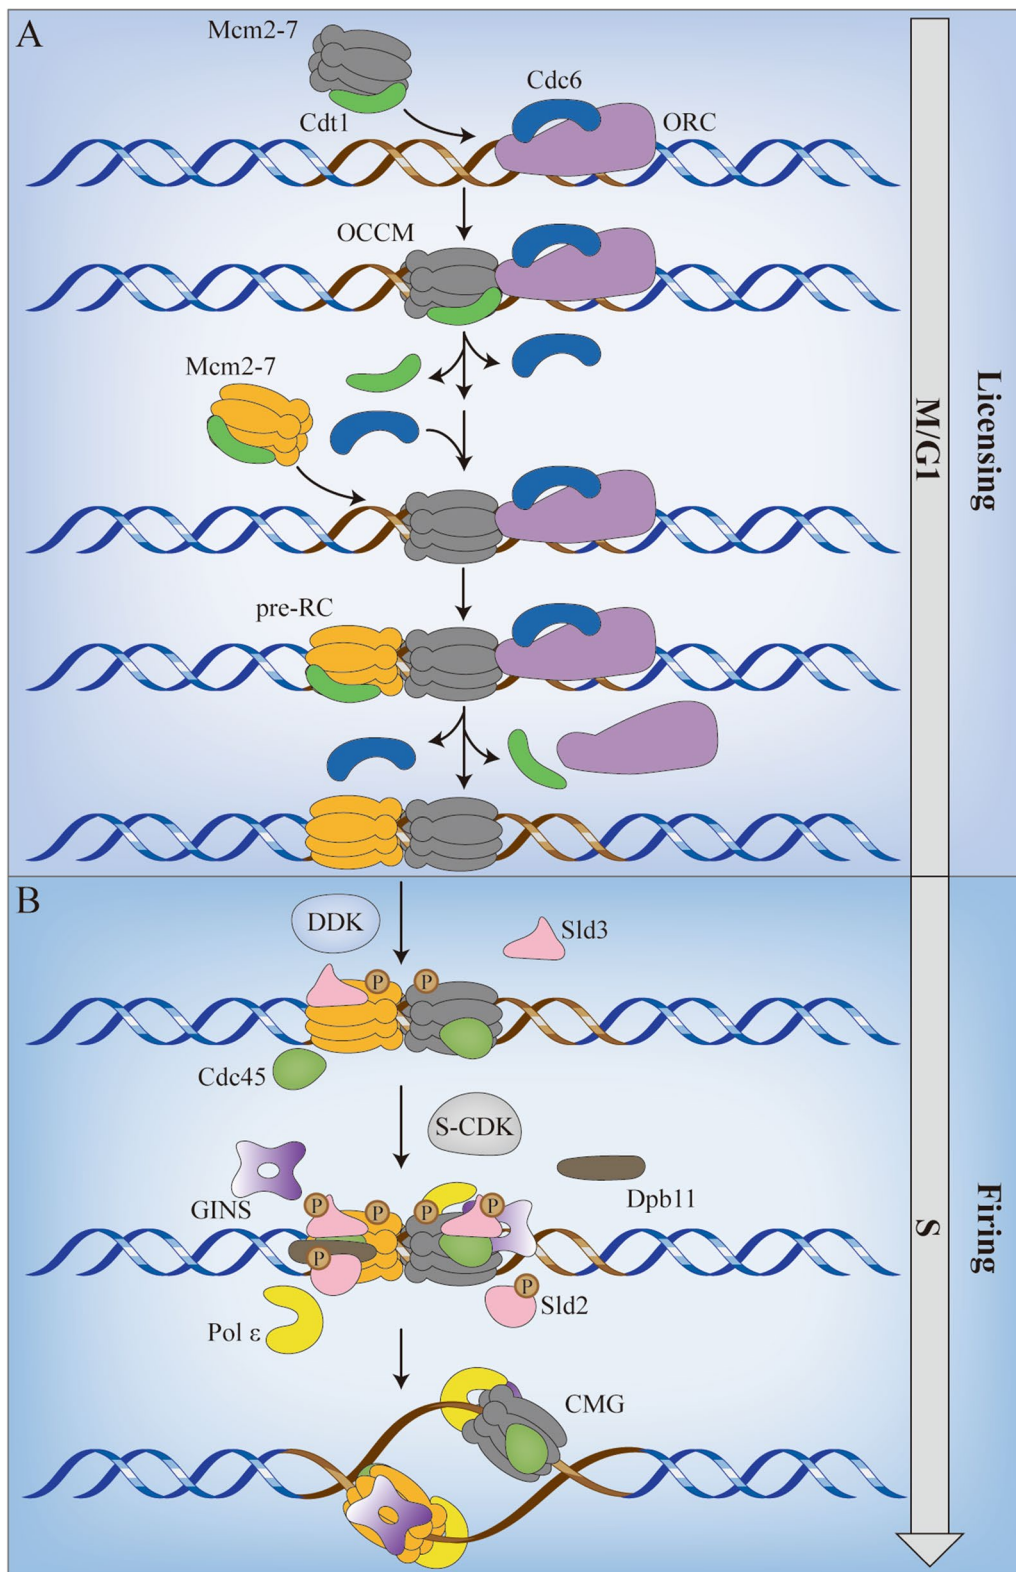 A
Mcm2-7
Cdt1
Cdc6
ORC
OCCM
Mcm2-7
pre-RC
M/G1
Licensing
B
DDK
Sld3
P
P
Cdc45
S-CDK
GINS
Dpb11
P
P
P
P
P
P
Sld2
Pol ε
CMG
S
Firing